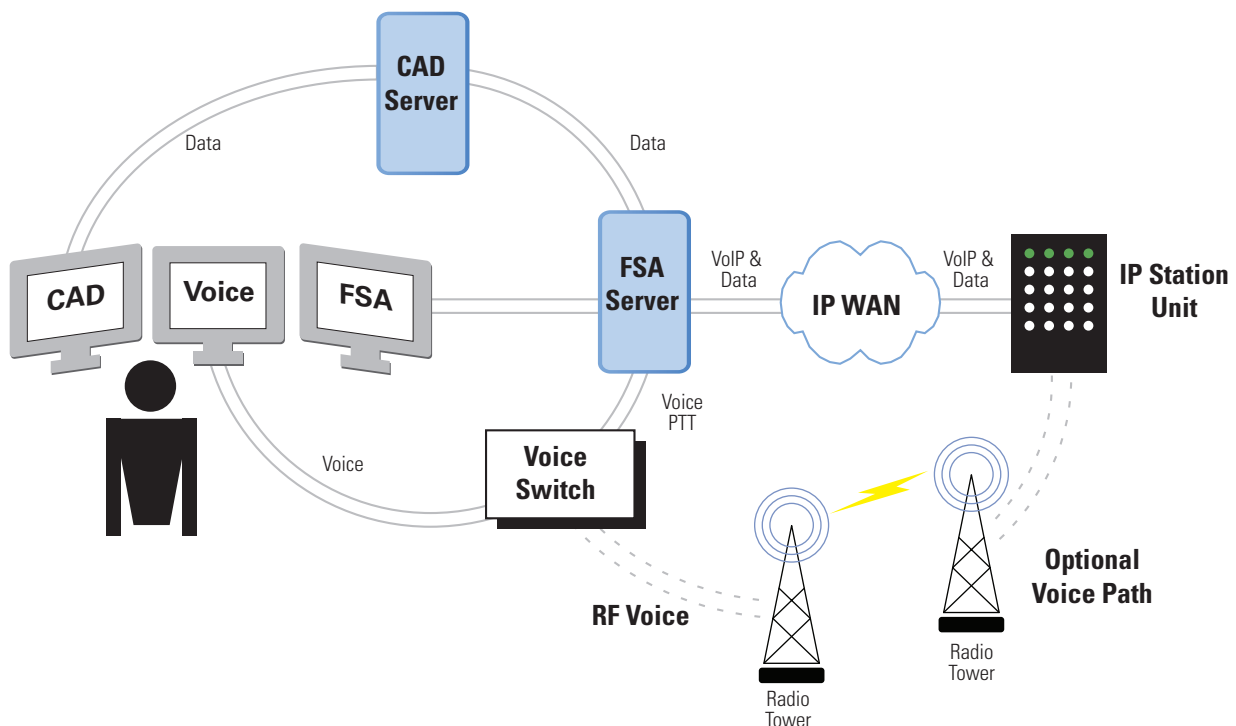 CAD
Server
Data
Data
CAD
Voice
FSA
FSA
Server
VoIP &
Data
IP WAN
VoIP &
Data
IP Station
Unit
Voice
PTT
Voice
Voice
Switch
RF Voice
Optional
Voice Path
Radio
Tower
Radio
Tower